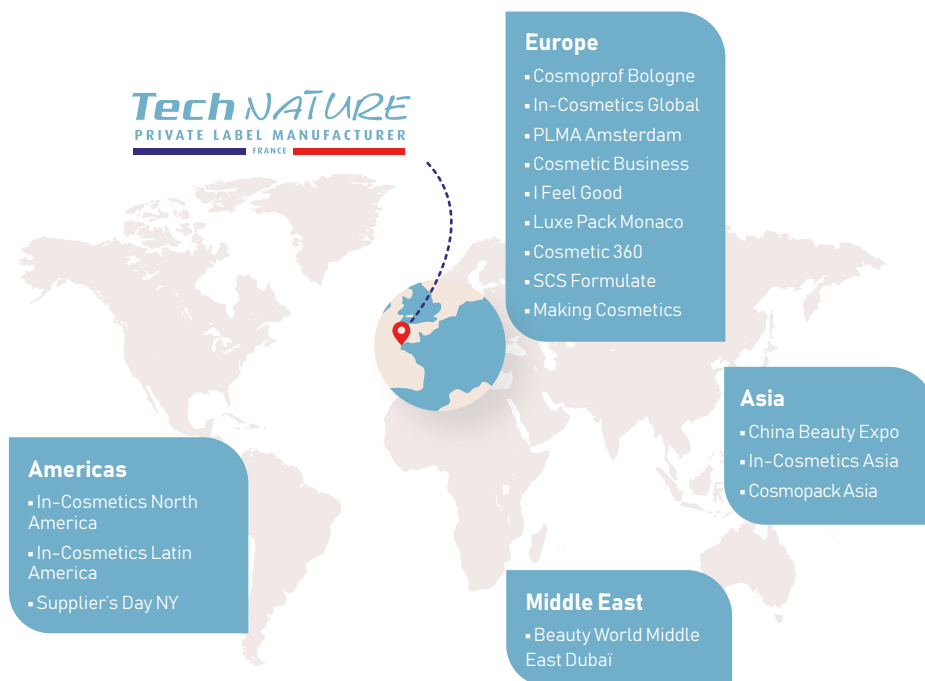 Tech NATURE
PRIVATE LABEL MANUFACTURER
FRANCE
Europe
▪ Cosmoprof Bologne
▪ In-Cosmetics Global
▪ PLMA Amsterdam
▪ Cosmetic Business
▪ I Feel Good
▪ Luxe Pack Monaco
▪ Cosmetic 360
▪ SCS Formulate
▪ Making Cosmetics
Asia
▪ China Beauty Expo
▪ In-Cosmetics Asia
▪ Cosmopack Asia
Americas
▪ In-Cosmetics North
America
▪ In-Cosmetics Latin
America
▪ Supplier's Day NY
Middle East
▪ Beauty World Middle
East Dubaï